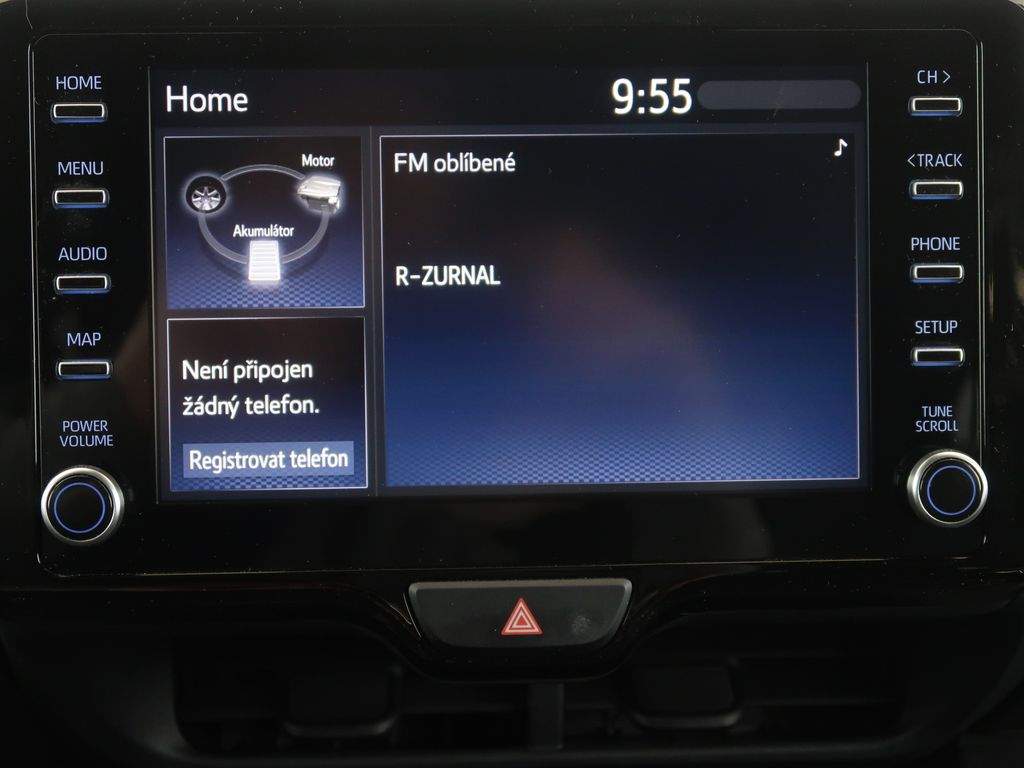 HOME
MENU
AUDIO
MAP
POWER
VOLUME
Home
9:55
Motor
Akumulátor
Není připojen
žádný telefon.
Registrovat telefon
FM oblíbené
R-ZURNAL
CH >
<TRACK
PHONE
SETUP
TUNE
SCROLL